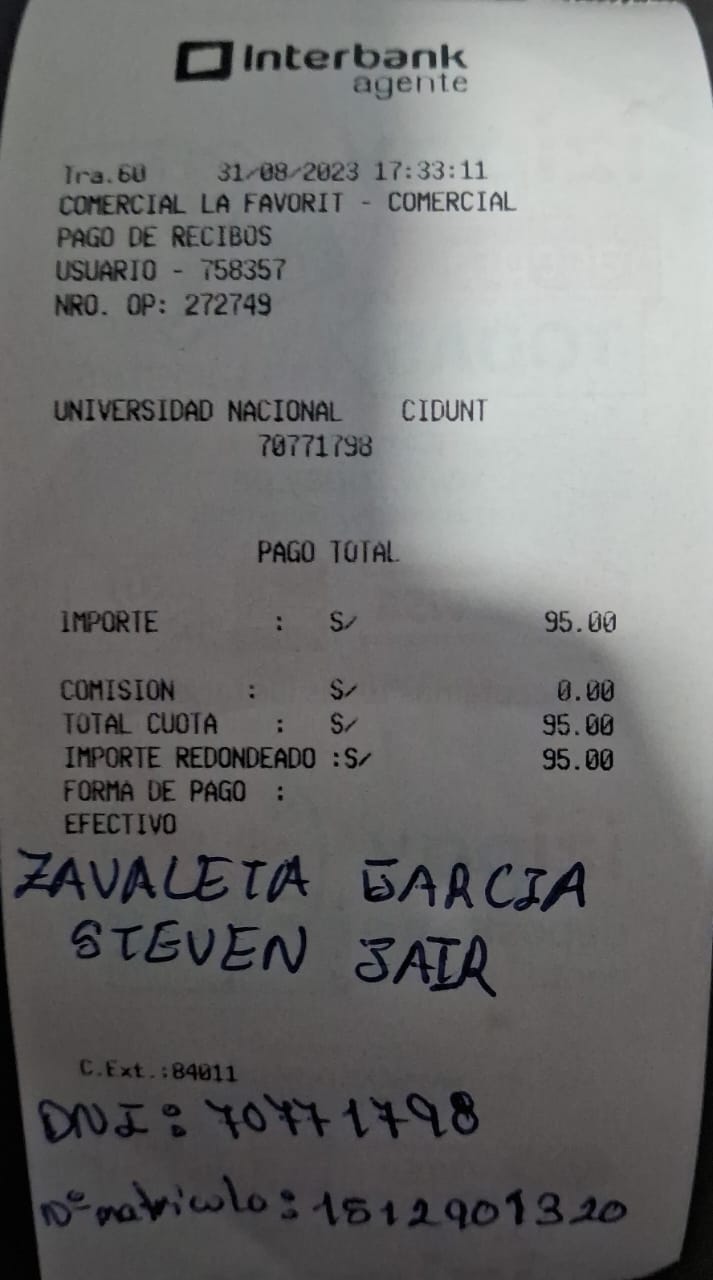 Interbank
agente
Tra.60 31/08/2023 17:33:11
COMERCIAL LA FAVORIT - COMERCIAL
PAGO DE RECIBOS
USUARIO - 758357
NRO. OP: 272749
UNIVERSIDAD NACIONAL CIDUNT
70771798
PAGO TOTAL
IMPORTE : S/ 95.00
COMISION : S/ 0.00
TOTAL CUOTA : S/ 95.00
IMPORTE REDONDEADO :S/ 95.00
FORMA DE PAGO :
EFECTIVO
ZAVALETA GARCIA
STEVEN JAIR
C.Ext.:84011
DNI: 70771798
N° matricula: 1512901320